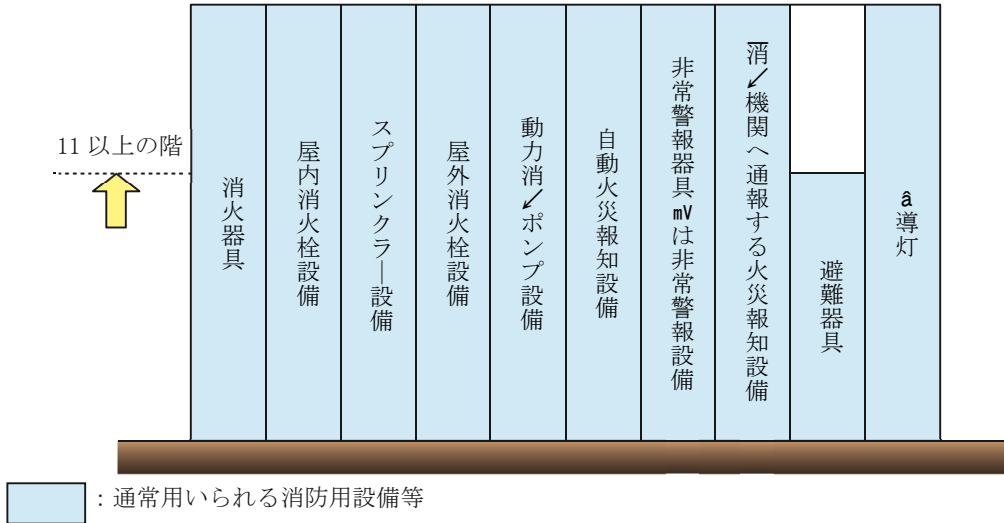 11 以上の階
消火器具
屋内消火栓設備
スプリンクラー設備
屋外消火栓設備
動力消↙ポンプ設備
自動火災報知設備
非常警報器具㎷は非常警報設備
消↙機関へ通報する火災報知設備
避難器具
â導灯
：通常用いられる消防用設備等